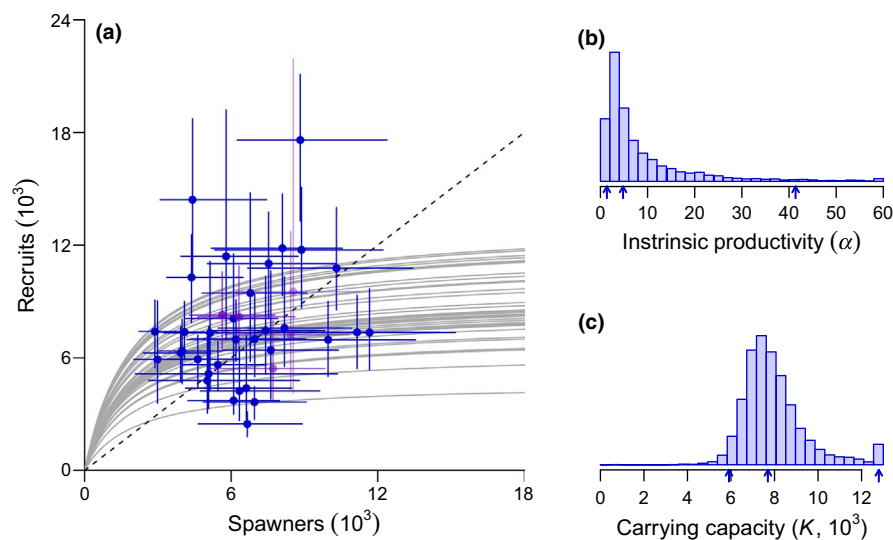 (a)
24
18
12
6
0
Recruits (10³)
0 6 12 18
Spawners (10³)
(b)
0 10 20 30 40 50 60
Instrinsic productivity (α)
(c)
0 2 4 6 8 10 12
Carrying capacity (K, 10³)